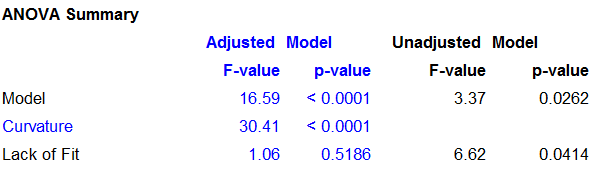 ANOVA Summary
Adjusted Model Unadjusted Model
F-value p-value F-value p-value
Model 16.59 < 0.0001 3.37 0.0262
Curvature 30.41 < 0.0001
Lack of Fit 1.06 0.5186 6.62 0.0414